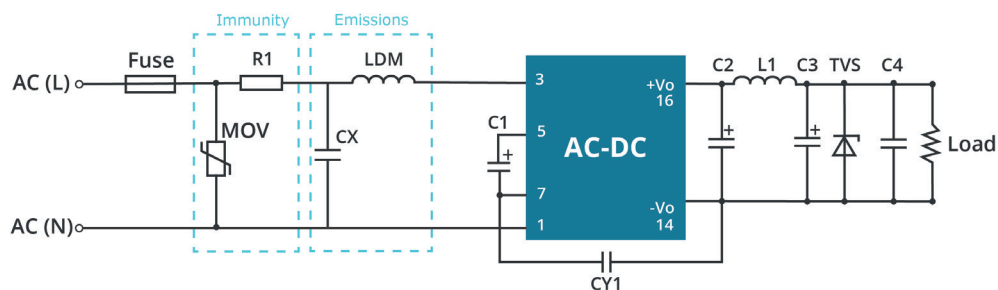 Immunity
Emissions
Fuse
R1
LDM
C2
L1
C3
TVS
C4
AC (L)
3
+Vo
16
MOV
CX
C1
+
5
AC-DC
+
+
Load
7
-Vo
14
AC (N)
1
CY1